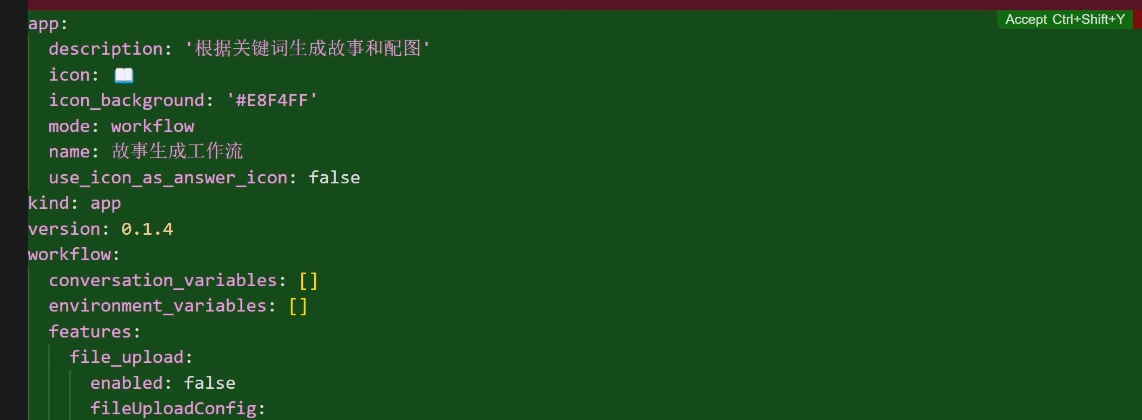 Accept Ctrl+Shift+Y
app:
  description: '根据关键词生成故事和配图'
  icon: 📖
  icon_background: '#E8F4FF'
  mode: workflow
  name: 故事生成工作流
  use_icon_as_answer_icon: false
kind: app
version: 0.1.4
workflow:
  conversation_variables: []
  environment_variables: []
  features:
    file_upload:
      enabled: false
      fileUploadConfig: